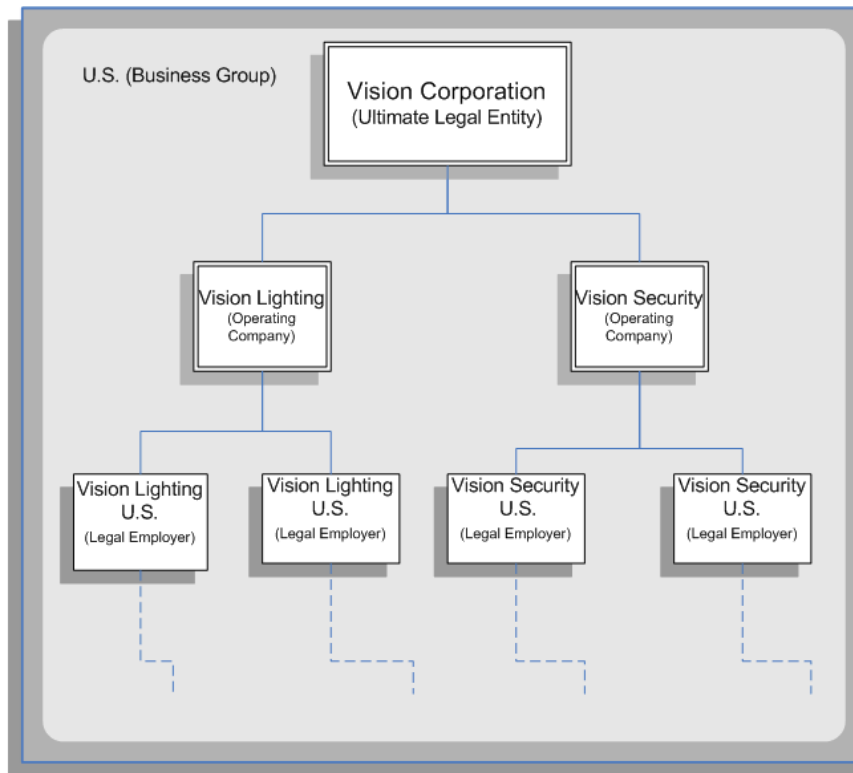 U.S. (Business Group)
Vision Corporation
(Ultimate Legal Entity)
Vision Lighting
(Operating
Company)
Vision Security
(Operating
Company)
Vision Lighting
U.S.
(Legal Employer)
Vision Lighting
U.S.
(Legal Employer)
Vision Security
U.S.
(Legal Employer)
Vision Security
U.S.
(Legal Employer)